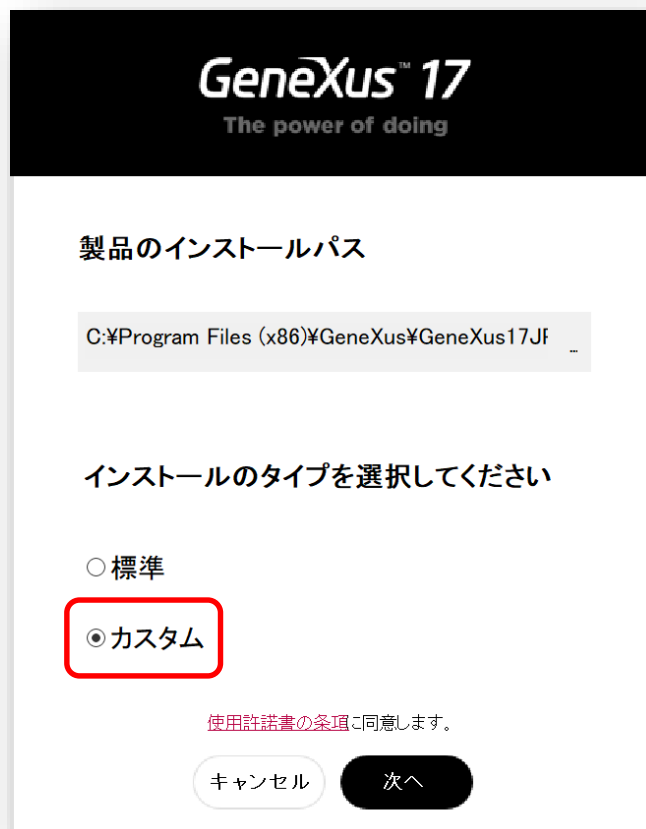 GeneXus™ 17
The power of doing
製品のインストールパス
C:¥Program Files (x86)¥GeneXus¥GeneXus17JF
...
インストールのタイプを選択してください
標準
カスタム
使用許諾書の条項に同意します。
キャンセル
次へ